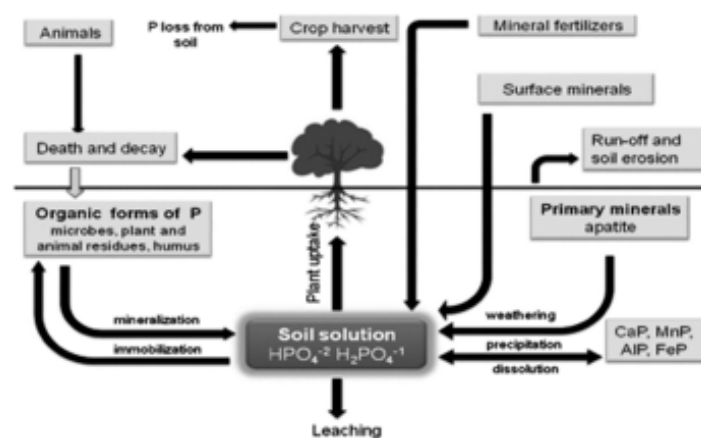 Animals
P loss from
soil
Crop harvest
Mineral fertilizers
Surface minerals
Death and decay
Run-off and
soil erosion
Organic forms of P
microbes, plant and
animal residues, humus
Primary minerals
apatite
Plant uptake
mineralization
immobilization
Soil solution
HPO₄⁻² H₂PO₄⁻¹
weathering
precipitation
dissolution
CaP, MnP,
AlP, FeP
Leaching